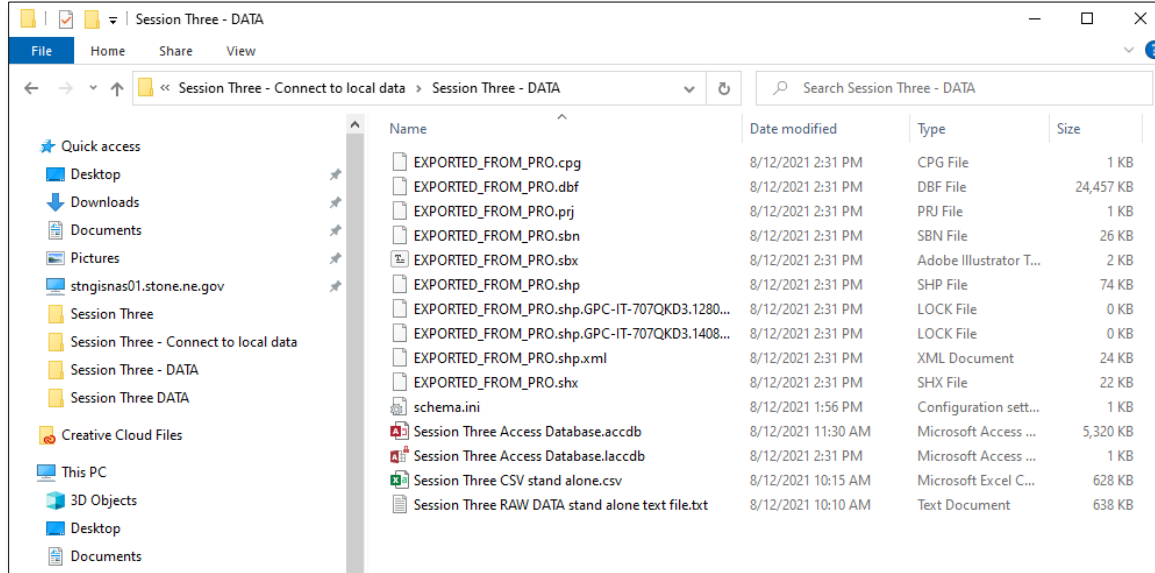 Session Three - DATA
File Home Share View
« Session Three - Connect to local data > Session Three - DATA Search Session Three - DATA
Quick access
Desktop
Downloads
Documents
Pictures
stngisnas01.stone.ne.gov
Session Three
Session Three - Connect to local data
Session Three - DATA
Session Three DATA
Creative Cloud Files
This PC
3D Objects
Desktop
Documents
Name Date modified Type Size
EXPORTED_FROM_PRO.cpg 8/12/2021 2:31 PM CPG File 1 KB
EXPORTED_FROM_PRO.dbf 8/12/2021 2:31 PM DBF File 24,457 KB
EXPORTED_FROM_PRO.prj 8/12/2021 2:31 PM PRJ File 1 KB
EXPORTED_FROM_PRO.sbn 8/12/2021 2:31 PM SBN File 26 KB
EXPORTED_FROM_PRO.sbx 8/12/2021 2:31 PM Adobe Illustrator T... 2 KB
EXPORTED_FROM_PRO.shp 8/12/2021 2:31 PM SHP File 74 KB
EXPORTED_FROM_PRO.shp.GPC-IT-707QKD3.1280... 8/12/2021 2:31 PM LOCK File 0 KB
EXPORTED_FROM_PRO.shp.GPC-IT-707QKD3.1408... 8/12/2021 2:31 PM LOCK File 0 KB
EXPORTED_FROM_PRO.shp.xml 8/12/2021 2:31 PM XML Document 24 KB
EXPORTED_FROM_PRO.shx 8/12/2021 2:31 PM SHX File 22 KB
schema.ini 8/12/2021 1:56 PM Configuration sett... 1 KB
Session Three Access Database.accdb 8/12/2021 11:30 AM Microsoft Access ... 5,320 KB
Session Three Access Database.laccdb 8/12/2021 2:31 PM Microsoft Access ... 1 KB
Session Three CSV stand alone.csv 8/12/2021 10:15 AM Microsoft Excel C... 628 KB
Session Three RAW DATA stand alone text file.txt 8/12/2021 10:10 AM Text Document 638 KB